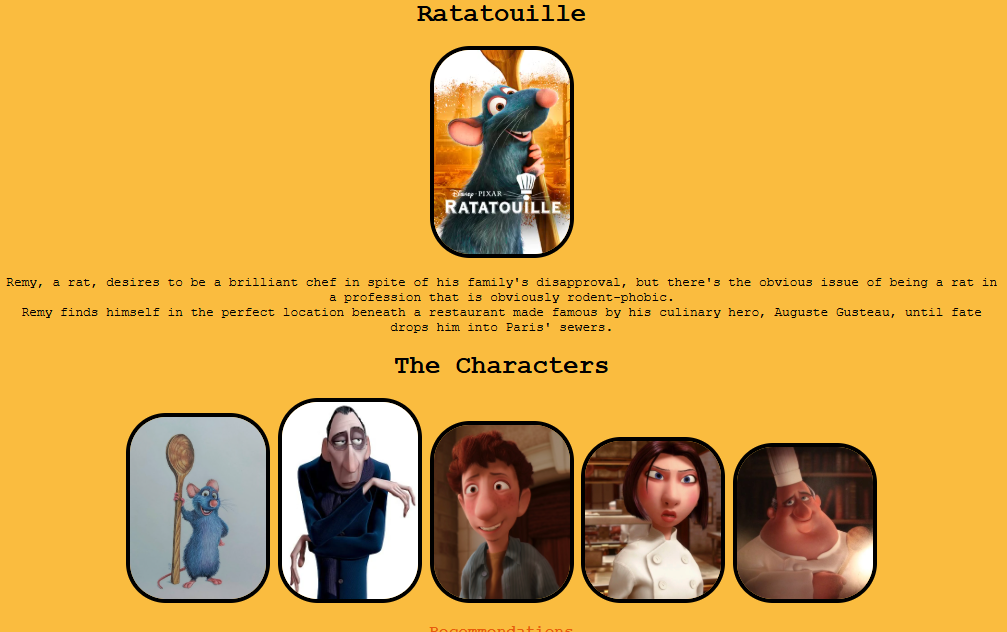 Ratatouille
Disney · PIXAR
RATATOUILLE
Remy, a rat, desires to be a brilliant chef in spite of his family's disapproval, but there's the obvious issue of being a rat in
a profession that is obviously rodent-phobic.
Remy finds himself in the perfect location beneath a restaurant made famous by his culinary hero, Auguste Gusteau, until fate
drops him into Paris' sewers.
The Characters
Recommendations